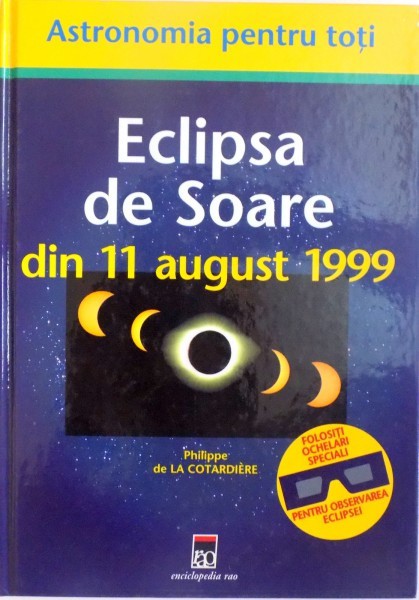 Astronomia pentru toți
Eclipsa
de Soare
din 11 august 1999
Philippe
de LA COTARDIÈRE
FOLOSIȚI
OCHELARI
SPECIALI
PENTRU OBSERVAREA
ECLIPSEI
rao
enciclopedia rao